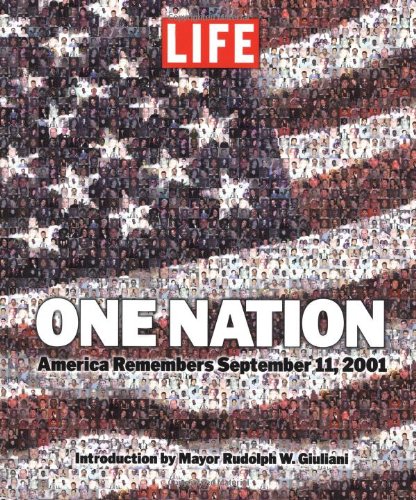 LIFE
ONE NATION
America Remembers September 11, 2001
Introduction by Mayor Rudolph W. Giuliani